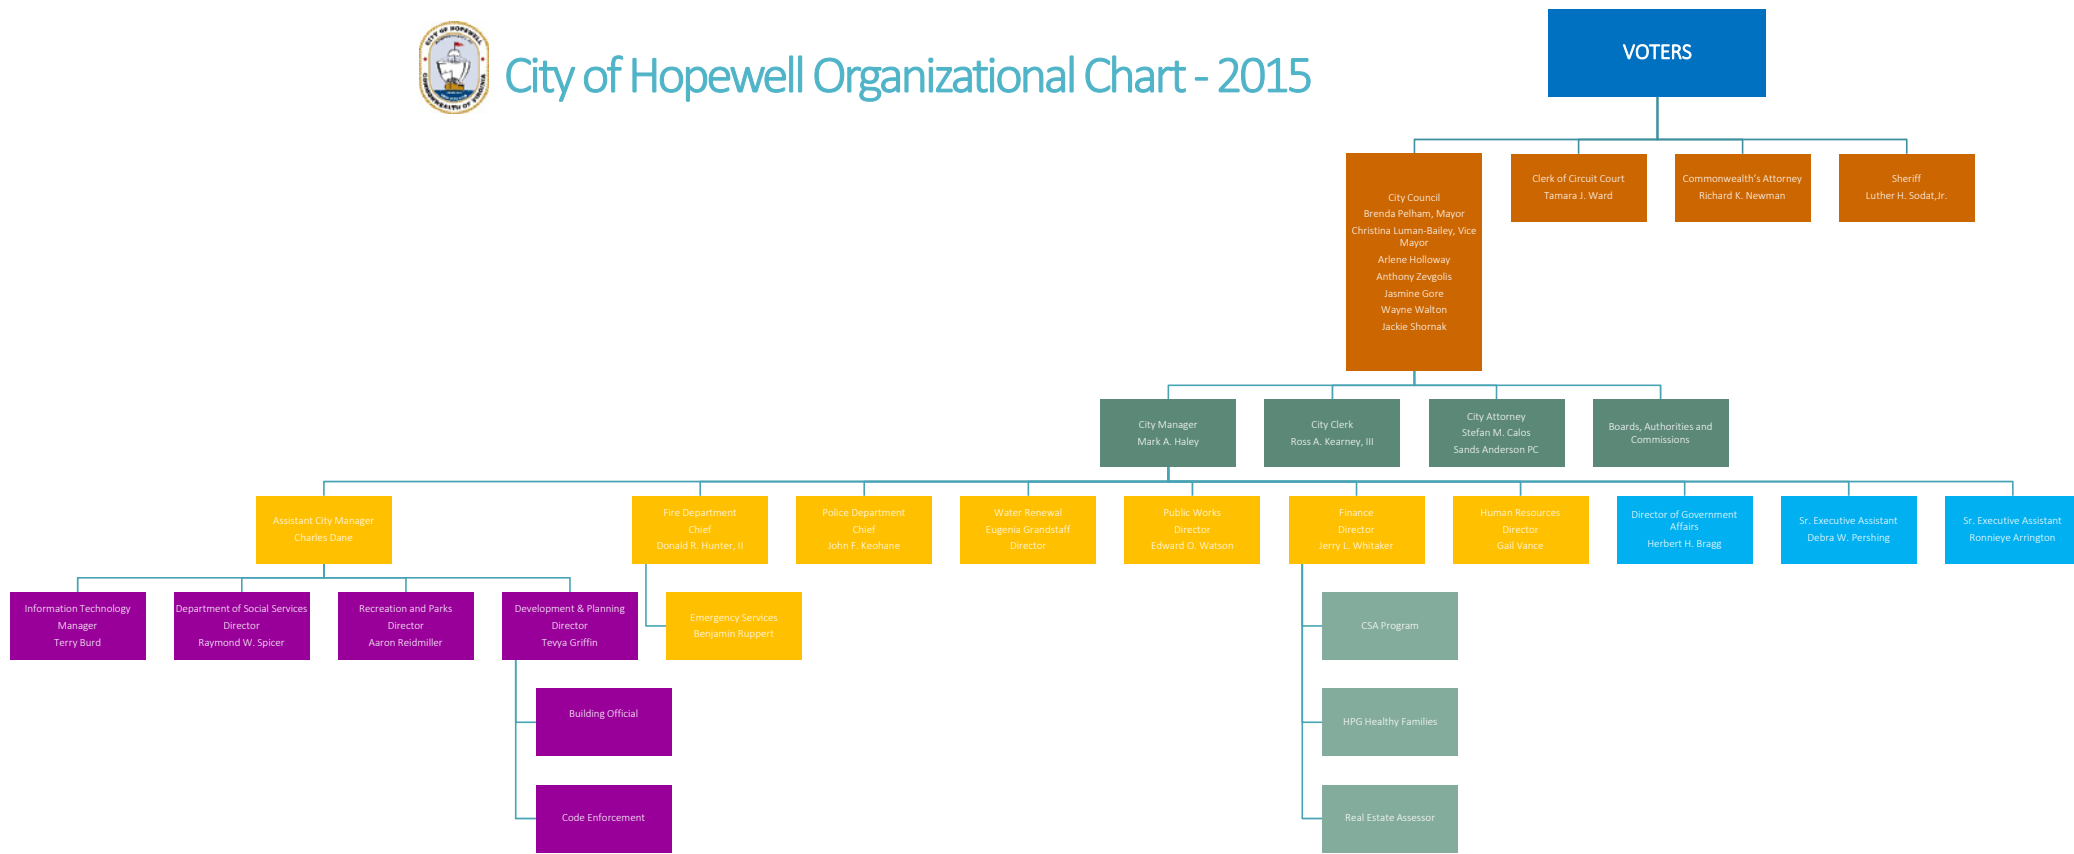 CITY OF HOPEWELL
COMMONWEALTH OF VIRGINIA
City of Hopewell Organizational Chart - 2015
VOTERS
City Council
Brenda Pelham, Mayor
Christina Luman-Bailey, Vice
Mayor
Arlene Holloway
Anthony Zevgolis
Jasmine Gore
Wayne Walton
Jackie Shornak
Clerk of Circuit Court
Tamara J. Ward
Commonwealth's Attorney
Richard K. Newman
Sheriff
Luther H. Sodat,Jr.
City Manager
Mark A. Haley
City Clerk
Ross A. Kearney, III
City Attorney
Stefan M. Calos
Sands Anderson PC
Boards, Authorities and
Commissions
Assistant City Manager
Charles Dane
Fire Department
Chief
Donald R. Hunter, II
Police Department
Chief
John F. Keohane
Water Renewal
Eugenia Grandstaff
Director
Public Works
Director
Edward O. Watson
Finance
Director
Jerry L. Whitaker
Human Resources
Director
Gail Vance
Director of Government
Affairs
Herbert H. Bragg
Sr. Executive Assistant
Debra W. Pershing
Sr. Executive Assistant
Ronnieye Arrington
Information Technology
Manager
Terry Burd
Department of Social Services
Director
Raymond W. Spicer
Recreation and Parks
Director
Aaron Reidmiller
Development & Planning
Director
Tevya Griffin
Emergency Services
Benjamin Ruppert
CSA Program
Building Official
HPG Healthy Families
Code Enforcement
Real Estate Assessor